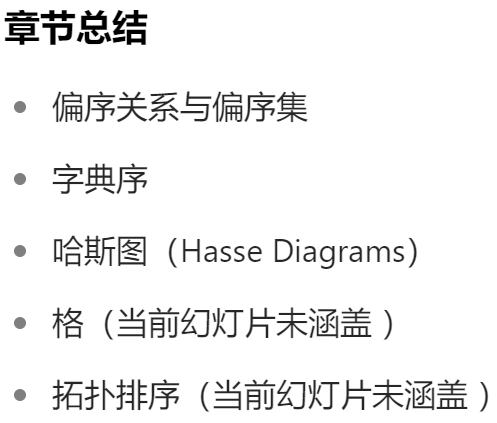 章节总结
• 偏序关系与偏序集
• 字典序
• 哈斯图（Hasse Diagrams）
• 格（当前幻灯片未涵盖 ）
• 拓扑排序（当前幻灯片未涵盖 ）